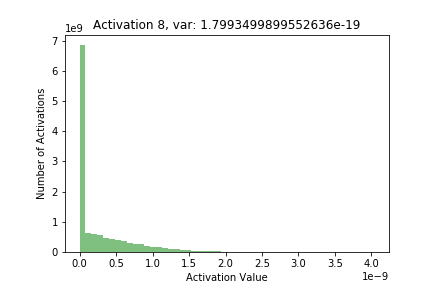 Activation 8, var: 1.7993499899552636e-19
1e9
7
6
5
4
3
2
1
0
Number of Activations
0.0 0.5 1.0 1.5 2.0 2.5 3.0 3.5 4.0
1e−9
Activation Value